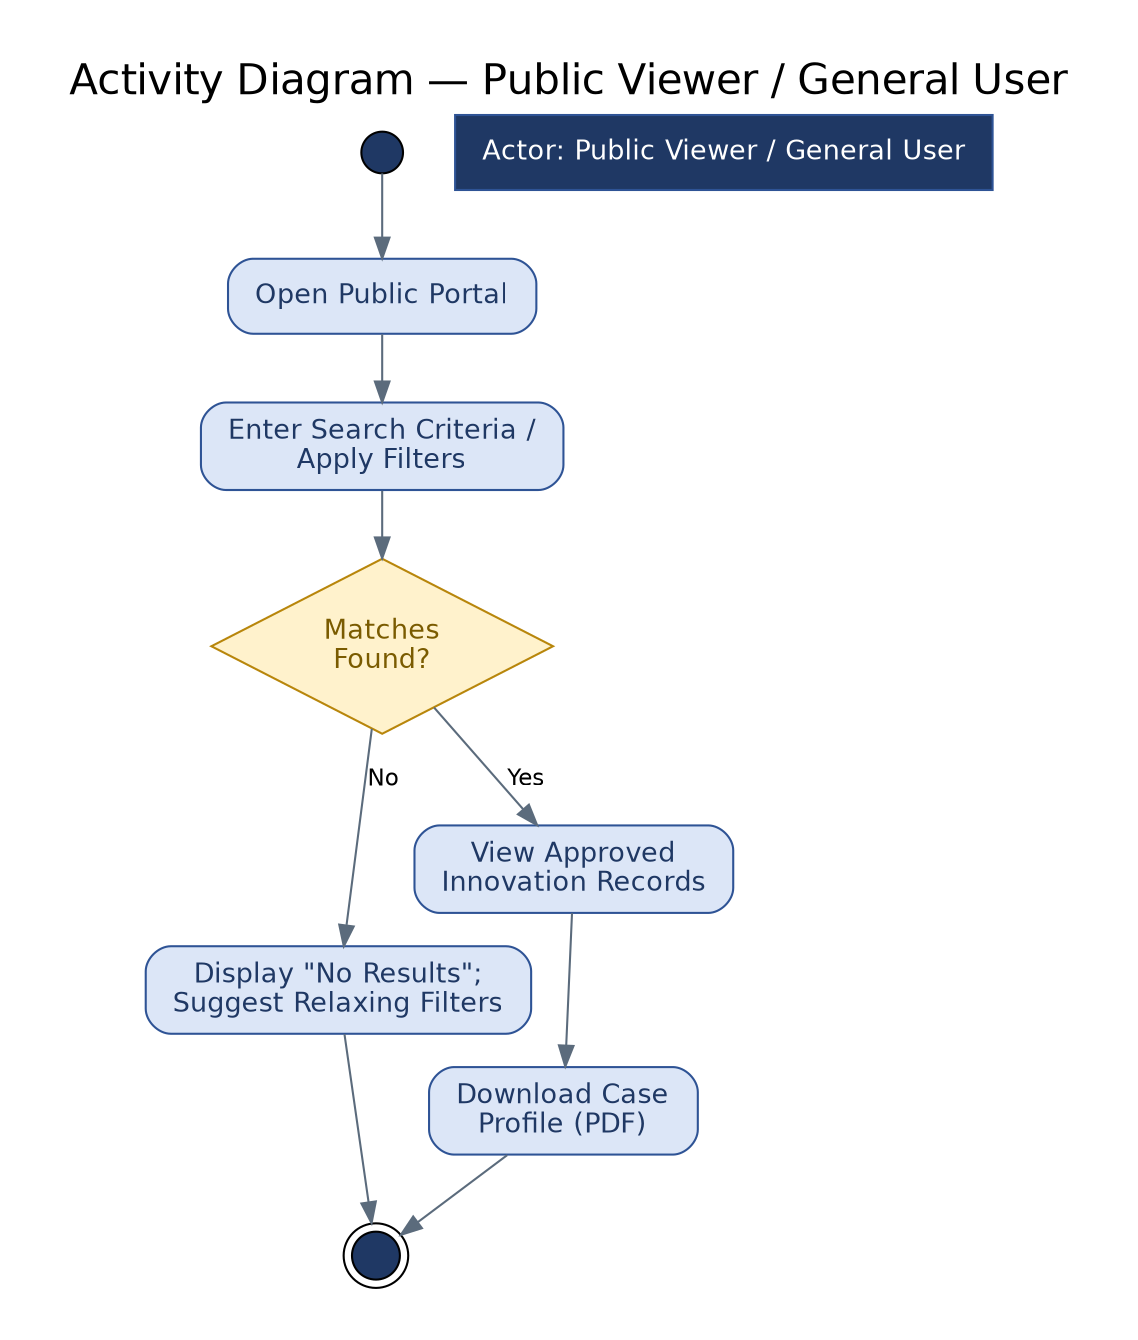 Activity Diagram — Public Viewer / General User
Actor: Public Viewer / General User
Open Public Portal
Enter Search Criteria /
Apply Filters
Matches
Found?
No
Yes
View Approved
Innovation Records
Display "No Results";
Suggest Relaxing Filters
Download Case
Profile (PDF)